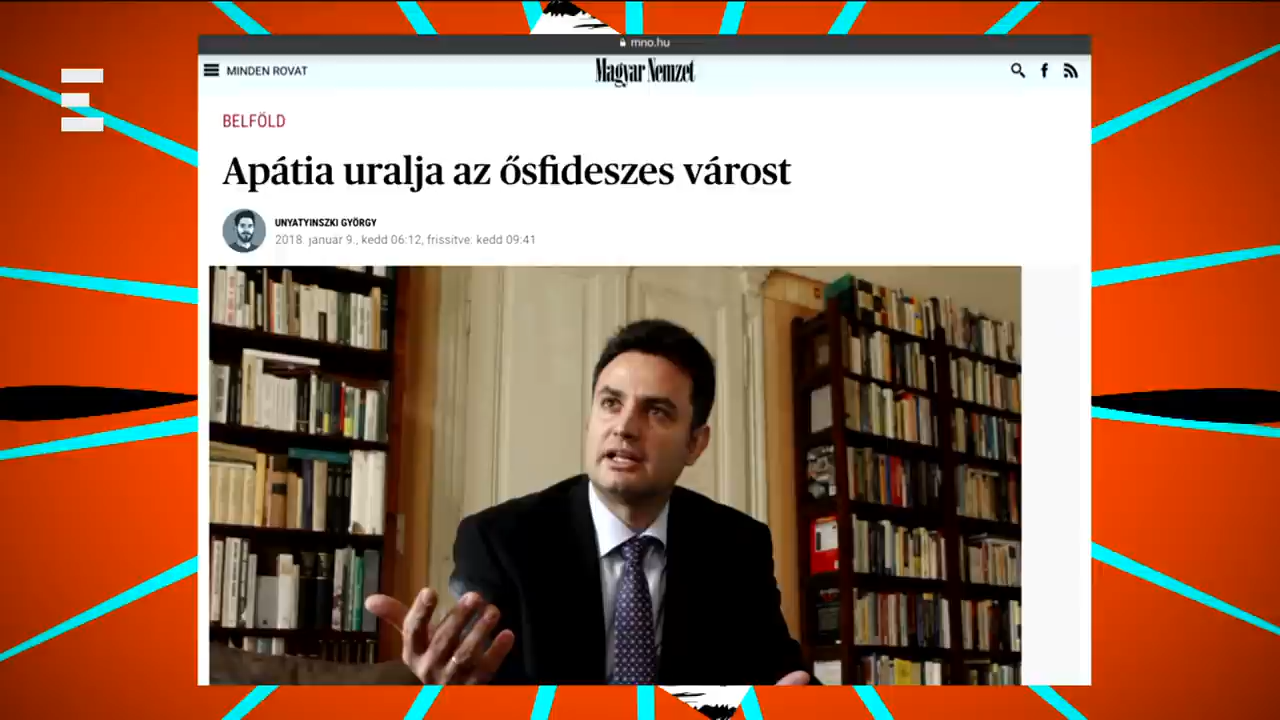 mno.hu
MINDEN ROVAT
Magyar Nemzet
BELFÖLD
Apátia uralja az ősfideszes várost
UNYATYINSZKI GYÖRGY
2018. január 9., kedd 06:12, frissítve: kedd 09:41